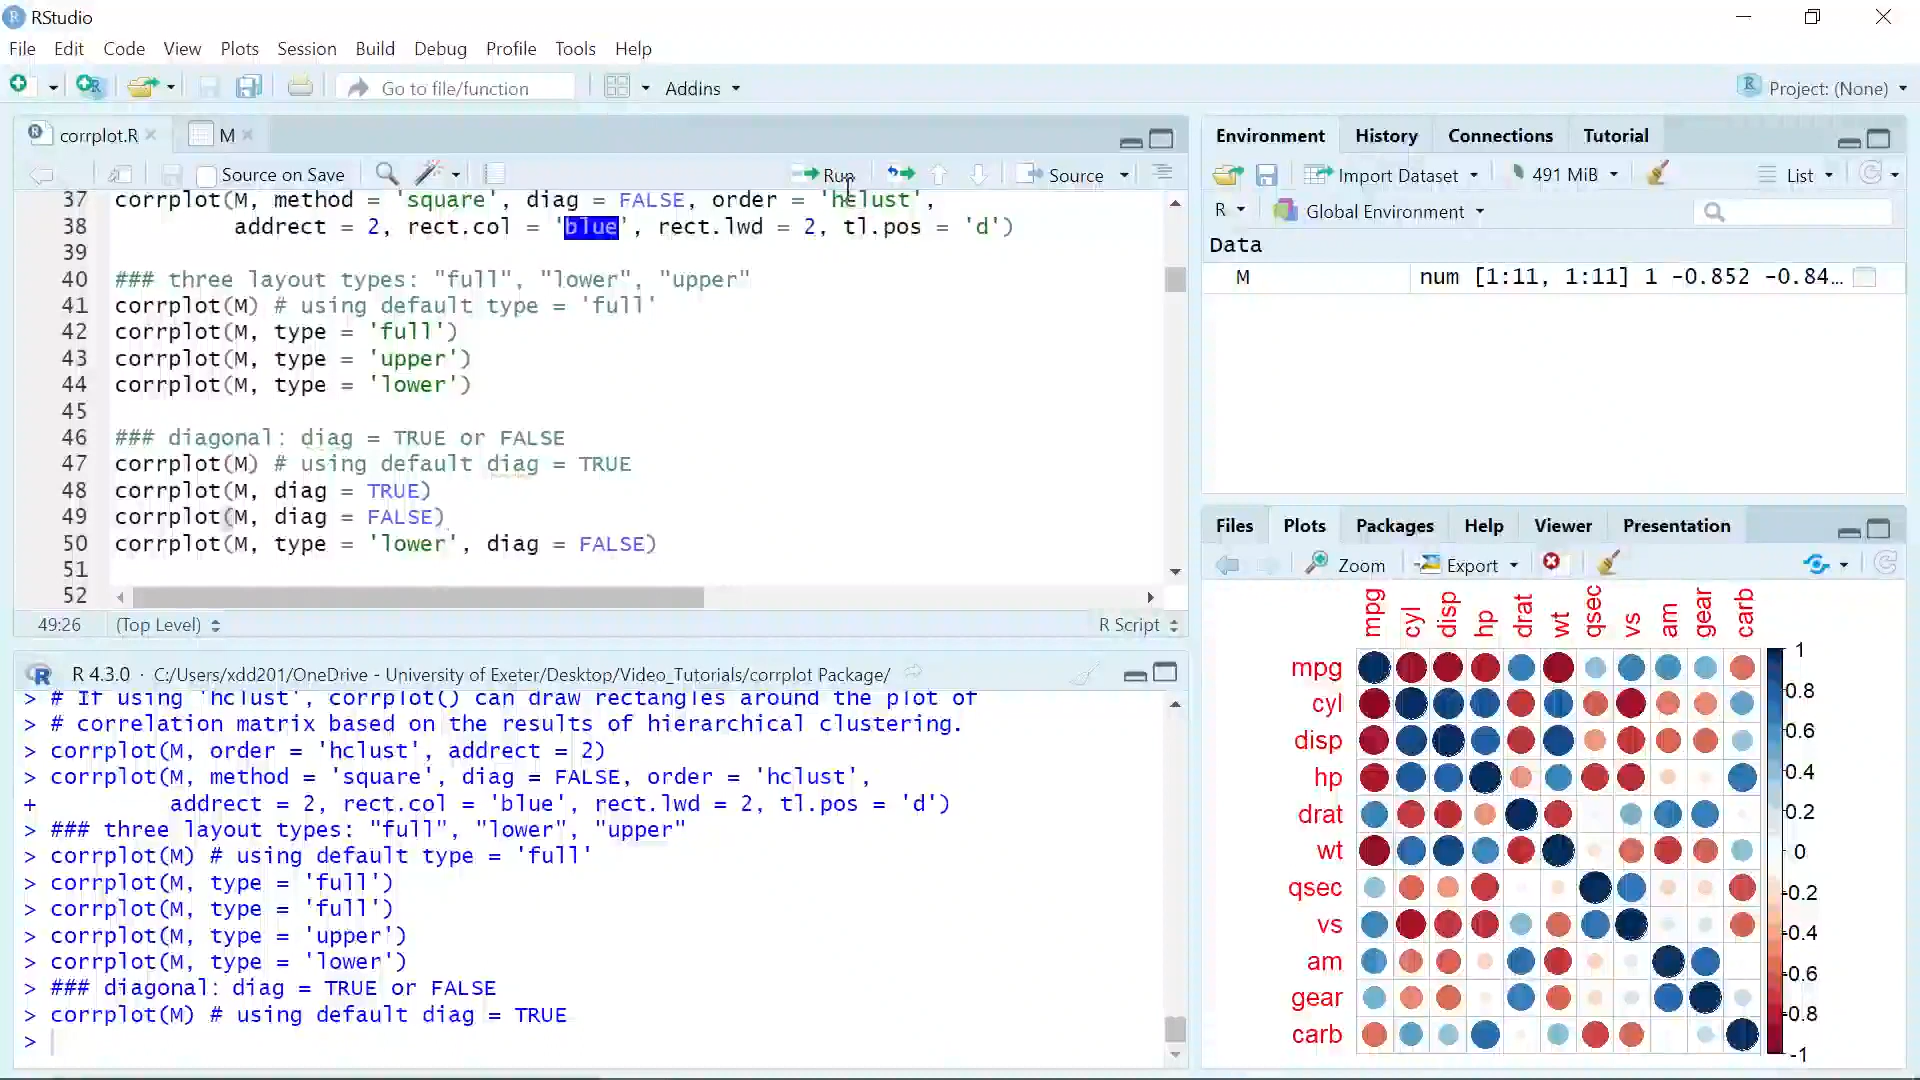 RStudio
File Edit Code View Plots Session Build Debug Profile Tools Help
Go to file/function Addins Project: (None)
corrplot.R M
Source on Save Run Source
37 corrplot(M, method = 'square', diag = FALSE, order = 'hclust',
38 addrect = 2, rect.col = 'blue', rect.lwd = 2, tl.pos = 'd')
39
40 ### three layout types: "full", "lower", "upper"
41 corrplot(M) # using default type = 'full'
42 corrplot(M, type = 'full')
43 corrplot(M, type = 'upper')
44 corrplot(M, type = 'lower')
45
46 ### diagonal: diag = TRUE or FALSE
47 corrplot(M) # using default diag = TRUE
48 corrplot(M, diag = TRUE)
49 corrplot(M, diag = FALSE)
50 corrplot(M, type = 'lower', diag = FALSE)
51
52
49:26 (Top Level) R Script
R 4.3.0 · C:/Users/xdd201/OneDrive - University of Exeter/Desktop/Video_Tutorials/corrplot Package/
> # If using 'hclust', corrplot() can draw rectangles around the plot of
> # correlation matrix based on the results of hierarchical clustering.
> corrplot(M, order = 'hclust', addrect = 2)
> corrplot(M, method = 'square', diag = FALSE, order = 'hclust',
+ addrect = 2, rect.col = 'blue', rect.lwd = 2, tl.pos = 'd')
> ### three layout types: "full", "lower", "upper"
> corrplot(M) # using default type = 'full'
> corrplot(M, type = 'full')
> corrplot(M, type = 'full')
> corrplot(M, type = 'upper')
> corrplot(M, type = 'lower')
> ### diagonal: diag = TRUE or FALSE
> corrplot(M) # using default diag = TRUE
>
Environment History Connections Tutorial
Import Dataset 491 MiB List
R Global Environment
Data
M num [1:11, 1:11] 1 -0.852 -0.84…
Files Plots Packages Help Viewer Presentation
Zoom Export
mpg cyl disp hp drat wt qsec vs am gear carb
mpg
cyl
disp
hp
drat
wt
qsec
vs
am
gear
carb
1
0.8
0.6
0.4
0.2
0
-0.2
-0.4
-0.6
-0.8
-1